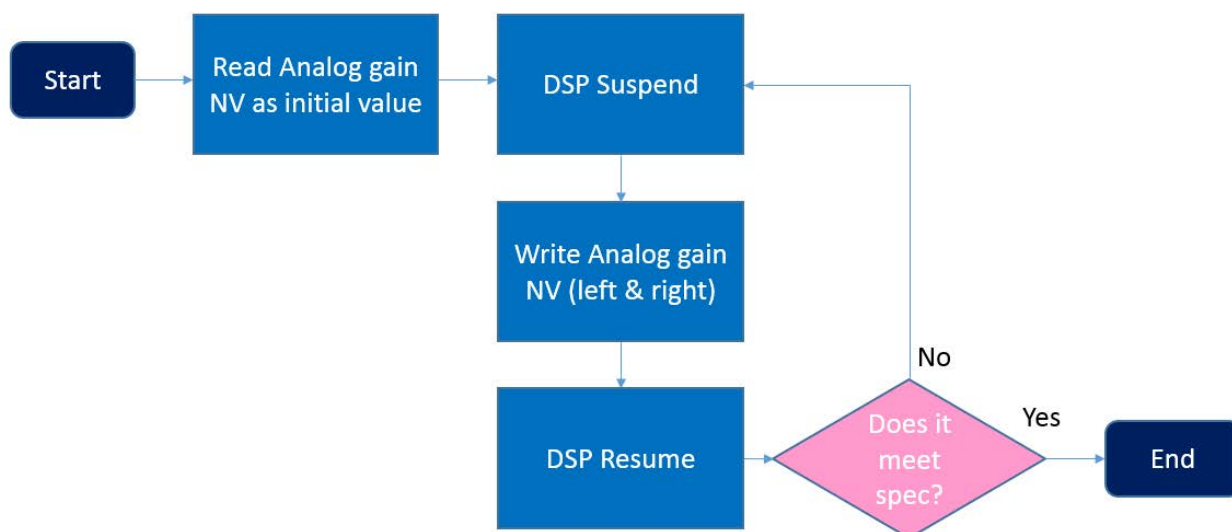 Start
Read Analog gain
NV as initial value
DSP Suspend
Write Analog gain
NV (left & right)
DSP Resume
Does it
meet
spec?
No
Yes
End